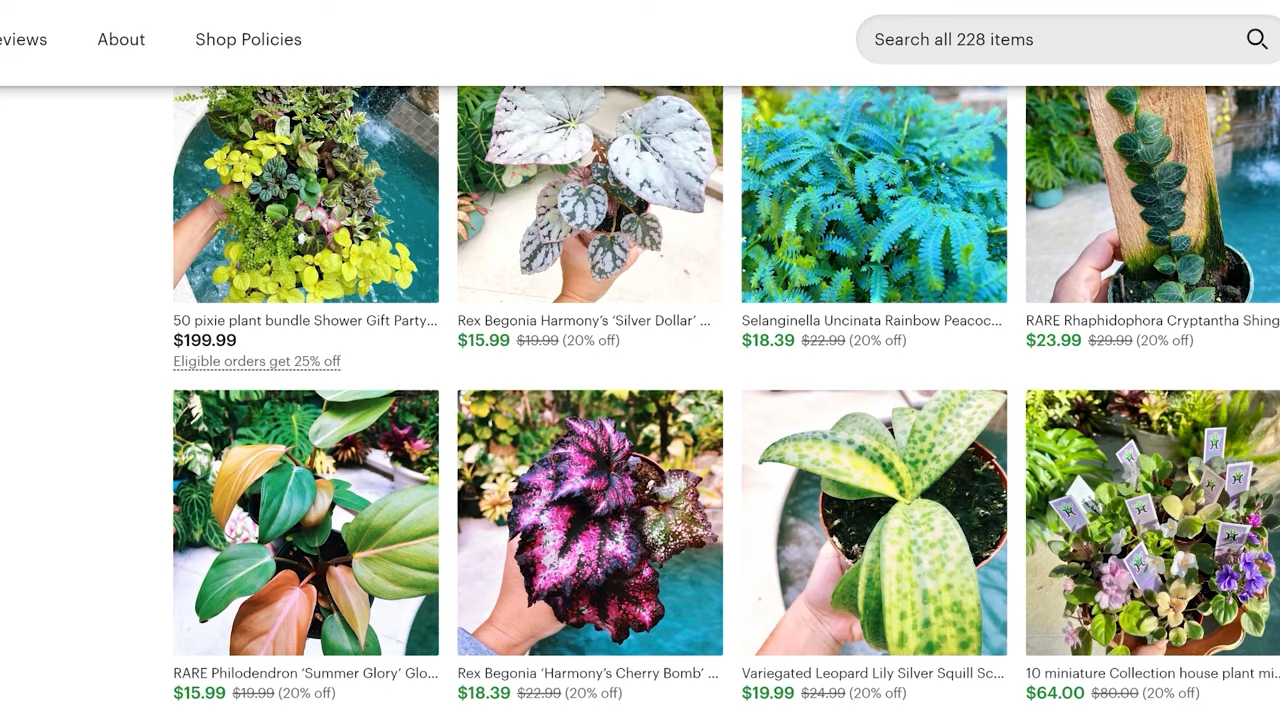 eviews About Shop Policies Search all 228 items
50 pixie plant bundle Shower Gift Party...
$199.99
Eligible orders get 25% off
Rex Begonia Harmony's ‘Silver Dollar’ ...
$15.99 $19.99 (20% off)
Selanginella Uncinata Rainbow Peacoc...
$18.39 $22.99 (20% off)
RARE Rhaphidophora Cryptantha Shing
$23.99 $29.99 (20% off)
RARE Philodendron ‘Summer Glory’ Glo...
$15.99 $19.99 (20% off)
Rex Begonia ‘Harmony's Cherry Bomb’ ...
$18.39 $22.99 (20% off)
Variegated Leopard Lily Silver Squill Sc...
$19.99 $24.99 (20% off)
10 miniature Collection house plant mi...
$64.00 $80.00 (20% off)